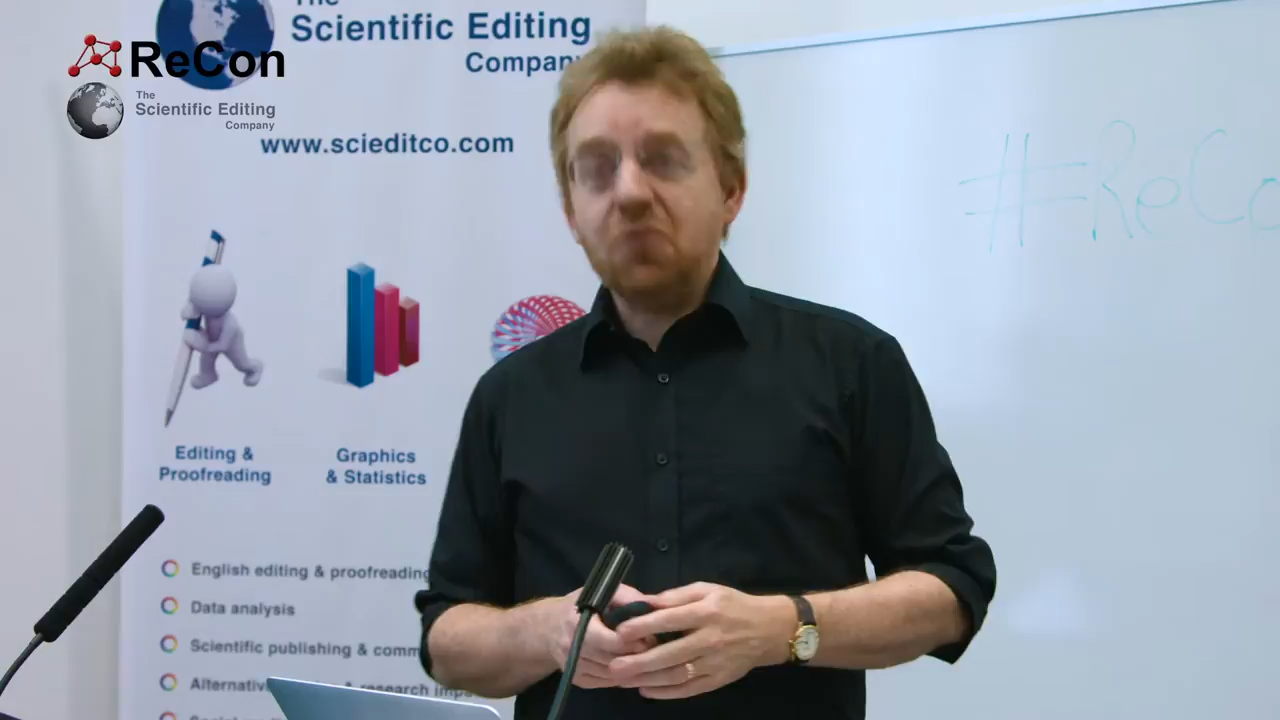 ReCon
The
Scientific Editing
Company
The
Scientific Editing
Company
www.scieditco.com
Editing &
Proofreading
Graphics
& Statistics
English editing & proofreading
Data analysis
Scientific publishing & comm
#ReCo